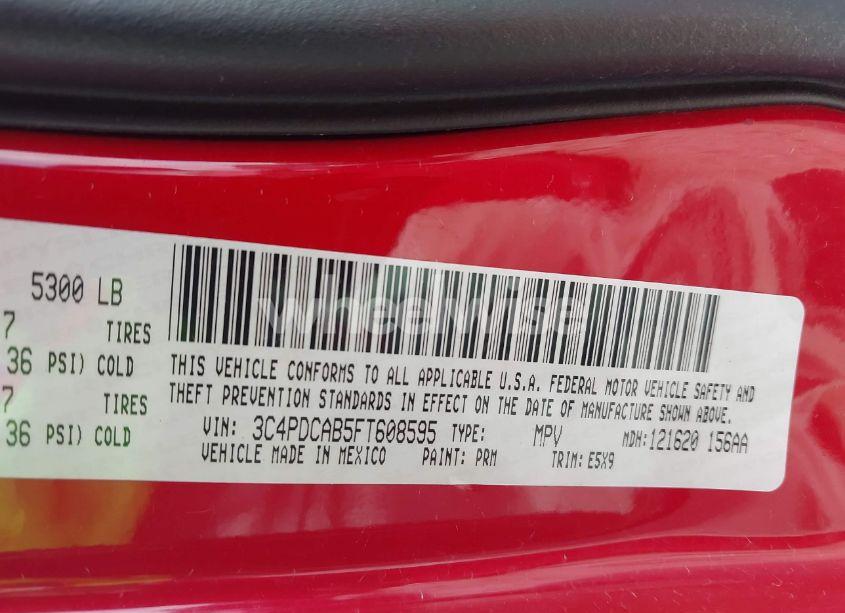 5300 LB
7 TIRES
36 PSI) COLD
7 TIRES
36 PSI) COLD
wheelwise
THIS VEHICLE CONFORMS TO ALL APPLICABLE U.S.A. FEDERAL MOTOR VEHICLE SAFETY AND
THEFT PREVENTION STANDARDS IN EFFECT ON THE DATE OF MANUFACTURE SHOWN ABOVE.
VIN: 3C4PDCAB5FT608595 TYPE: MPV MDH:121620 156AA
VEHICLE MADE IN MEXICO PAINT: PRM TRIM: E5X9